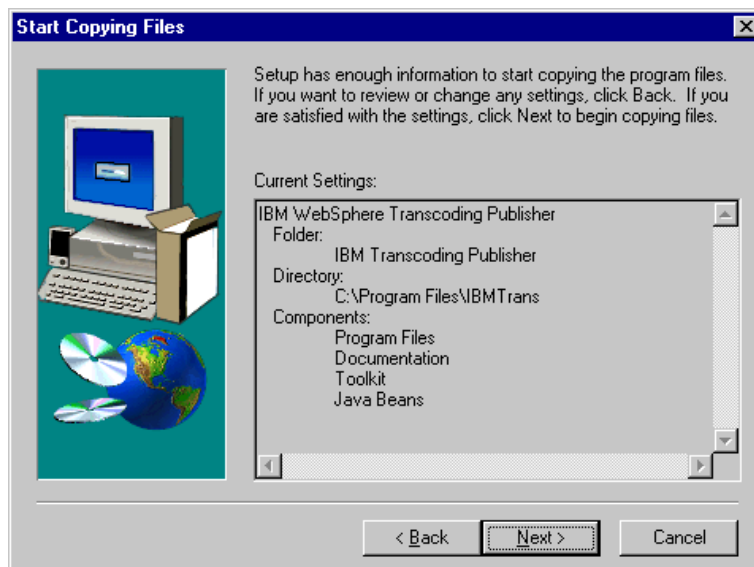 Start Copying Files
Setup has enough information to start copying the program files.
If you want to review or change any settings, click Back.  If you
are satisfied with the settings, click Next to begin copying files.
Current Settings:
IBM WebSphere Transcoding Publisher
Folder:
IBM Transcoding Publisher
Directory:
C:\Program Files\IBMTrans
Components:
Program Files
Documentation
Toolkit
Java Beans
< Back
Next >
Cancel